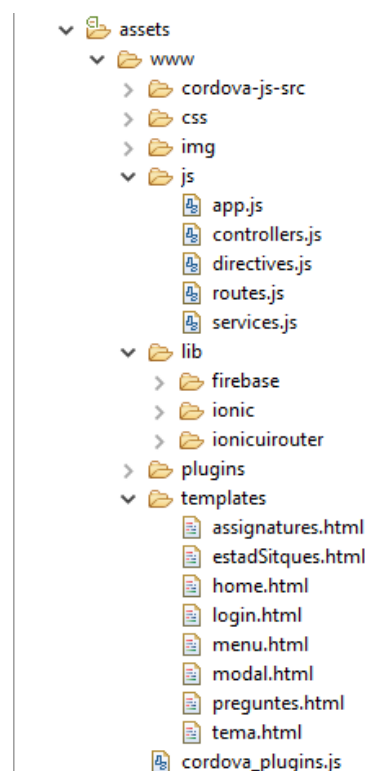 assets
www
cordova-js-src
css
img
js
app.js
controllers.js
directives.js
routes.js
services.js
lib
firebase
ionic
ionicuirouter
plugins
templates
assignatures.html
estadSitques.html
home.html
login.html
menu.html
modal.html
preguntes.html
tema.html
cordova_plugins.js